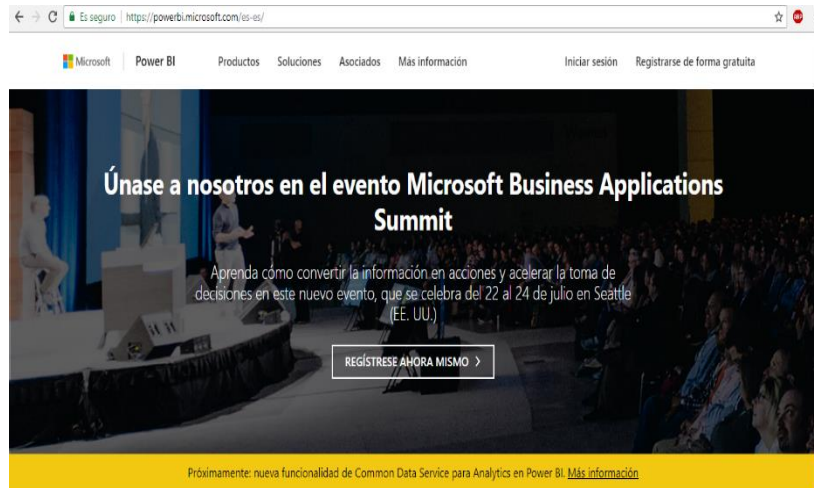 Es seguro | https://powerbi.microsoft.com/es-es/
Microsoft Power BI Productos Soluciones Asociados Más información Iniciar sesión Registrarse de forma gratuita
Únase a nosotros en el evento Microsoft Business Applications
Summit
Aprenda cómo convertir la información en acciones y acelerar la toma de
decisiones en este nuevo evento, que se celebra del 22 al 24 de julio en Seattle
(EE. UU.)
REGÍSTRESE AHORA MISMO >
Próximamente: nueva funcionalidad de Common Data Service para Analytics en Power BI. Más información